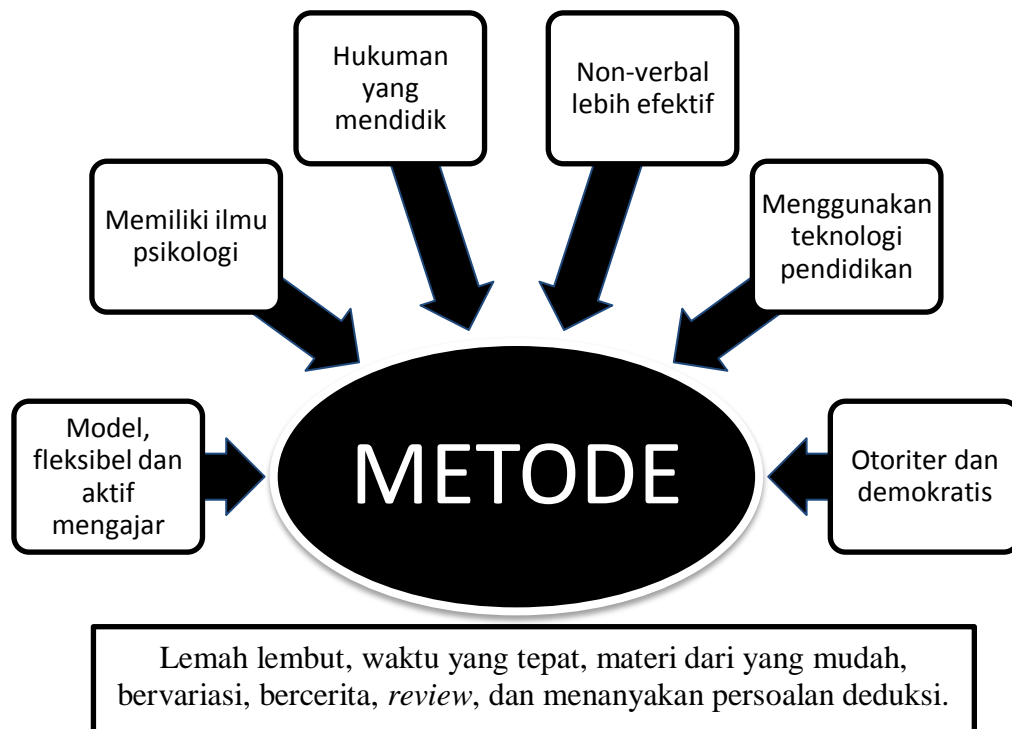 Hukuman
yang
mendidik
Non-verbal
lebih efektif
Memiliki ilmu
psikologi
Menggunakan
teknologi
pendidikan
Model,
fleksibel dan
aktif
mengajar
METODE
Otoriter dan
demokratis
Lemah lembut, waktu yang tepat, materi dari yang mudah,
bervariasi, bercerita, review, dan menanyakan persoalan deduksi.